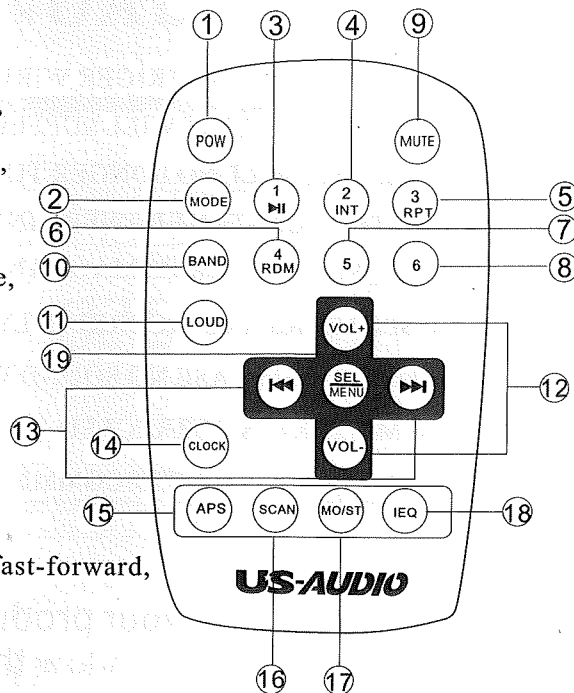 ① ③ ④ ⑨
POW MUTE
② MODE 1 2 INT 3 RPT ⑤
⑥ ⑦
⑩ BAND 4 RDM 5 6 ⑧
e,
⑪ LOUD VOL+
⑲ SEL MENU ⑫
⑬ ⑭ CLOCK VOL-
⑮ APS SCAN MO/ST IEQ ⑱
fast-forward,
US-AUDIO
⑯ ⑰